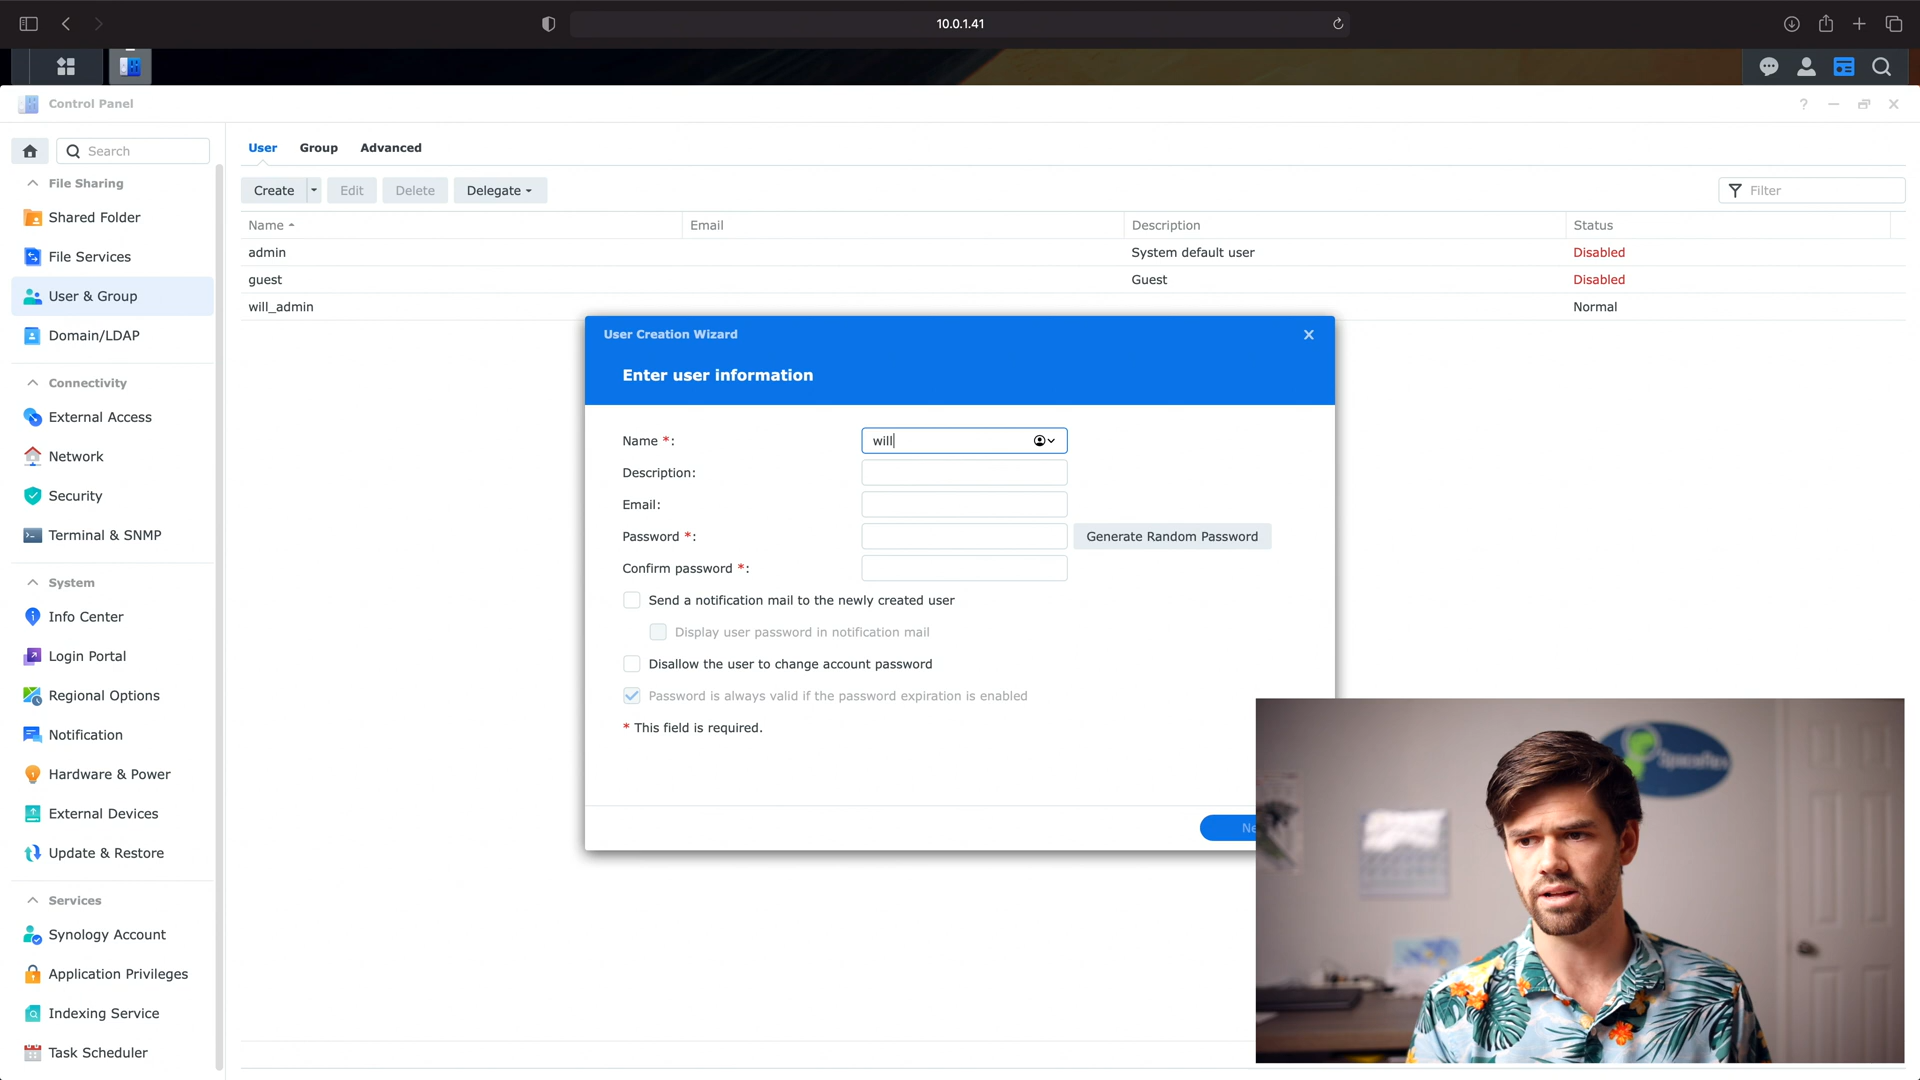 10.0.1.41
Control Panel
Search
User Group Advanced
File Sharing
Create Edit Delete Delegate Filter
Shared Folder
Name Email Description Status
File Services
admin System default user Disabled
guest Guest Disabled
User & Group
will_admin Normal
Domain/LDAP
User Creation Wizard
Enter user information
Connectivity
External Access
Network
Security
Terminal & SNMP
Name *: will
Description:
Email:
Password *: Generate Random Password
Confirm password *:
Send a notification mail to the newly created user
Display user password in notification mail
Disallow the user to change account password
Password is always valid if the password expiration is enabled
* This field is required.
Ne
System
Info Center
Login Portal
Regional Options
Notification
Hardware & Power
External Devices
Update & Restore
Services
Synology Account
Application Privileges
Indexing Service
Task Scheduler
SpaceRex